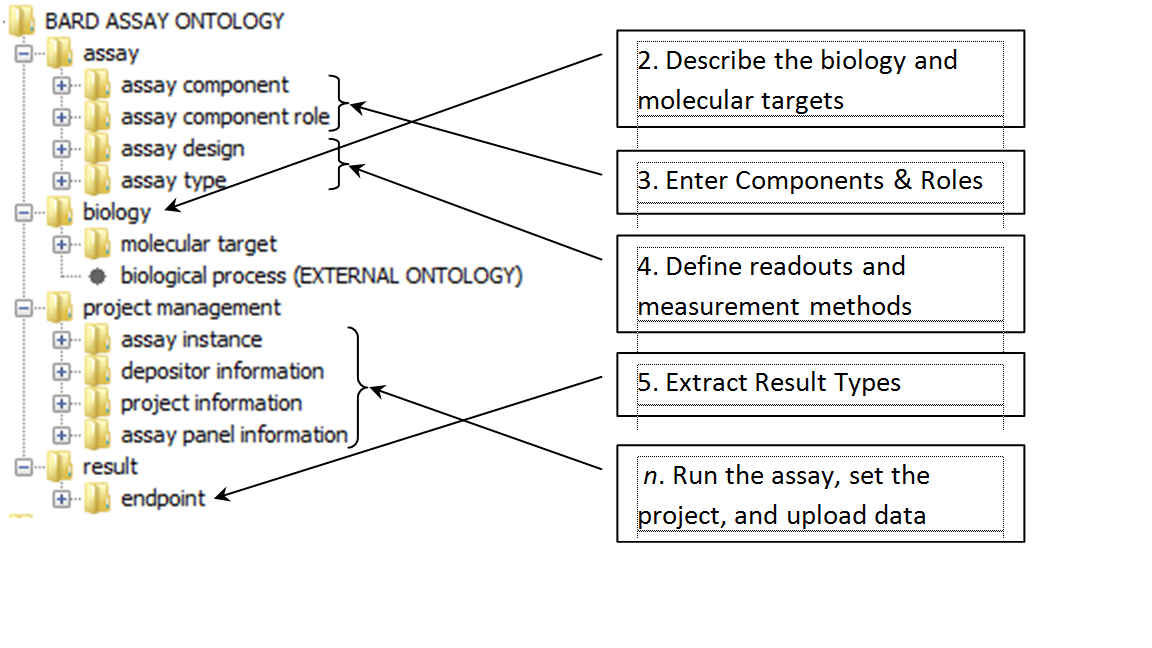 BARD ASSAY ONTOLOGY
assay
assay component
assay component role
assay design
assay type
biology
molecular target
biological process (EXTERNAL ONTOLOGY)
project management
assay instance
depositor information
project information
assay panel information
result
endpoint
2. Describe the biology and
molecular targets
3. Enter Components & Roles
4. Define readouts and
measurement methods
5. Extract Result Types
n. Run the assay, set the
project, and upload data